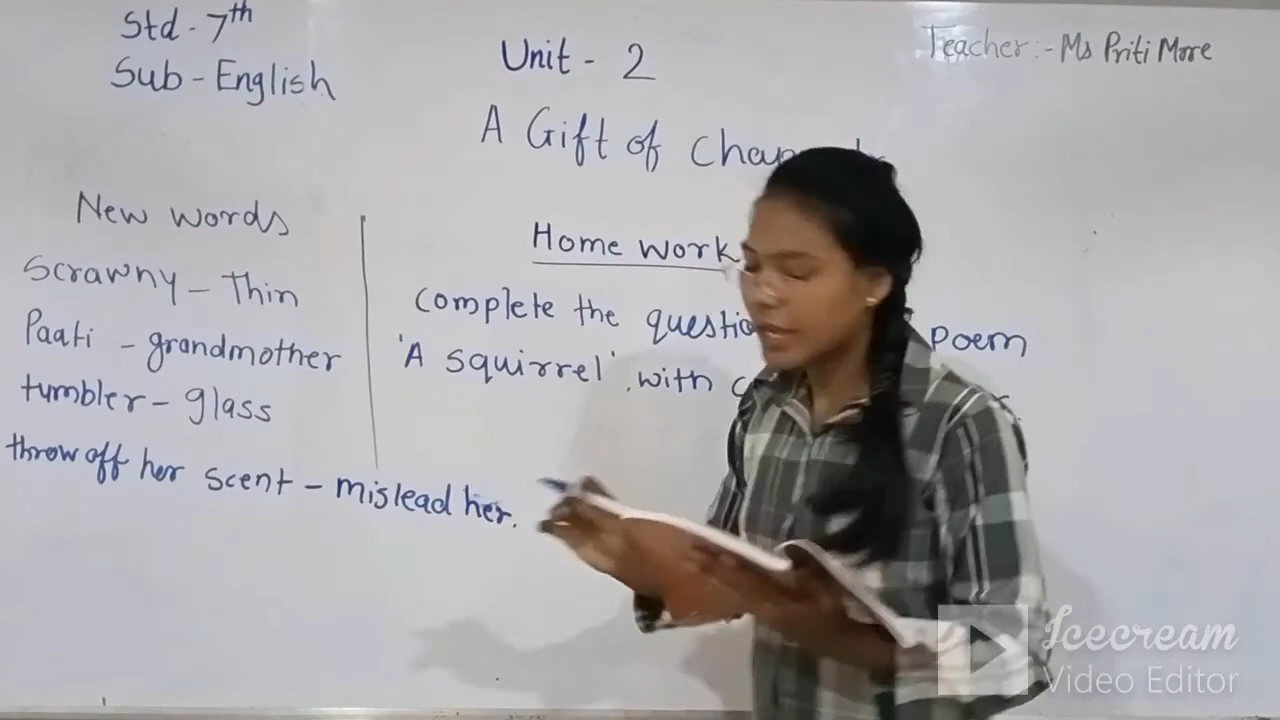 Std - 7th
Sub - English
Unit - 2
Teacher :- Ms Priti More
A Gift of
New words
Scrawny - Thin
Paati - grandmother
tumbler - glass
throw off her scent - mislead her.
Home work
Complete the poem
'A squirrel', with
Icecream
Video Editor